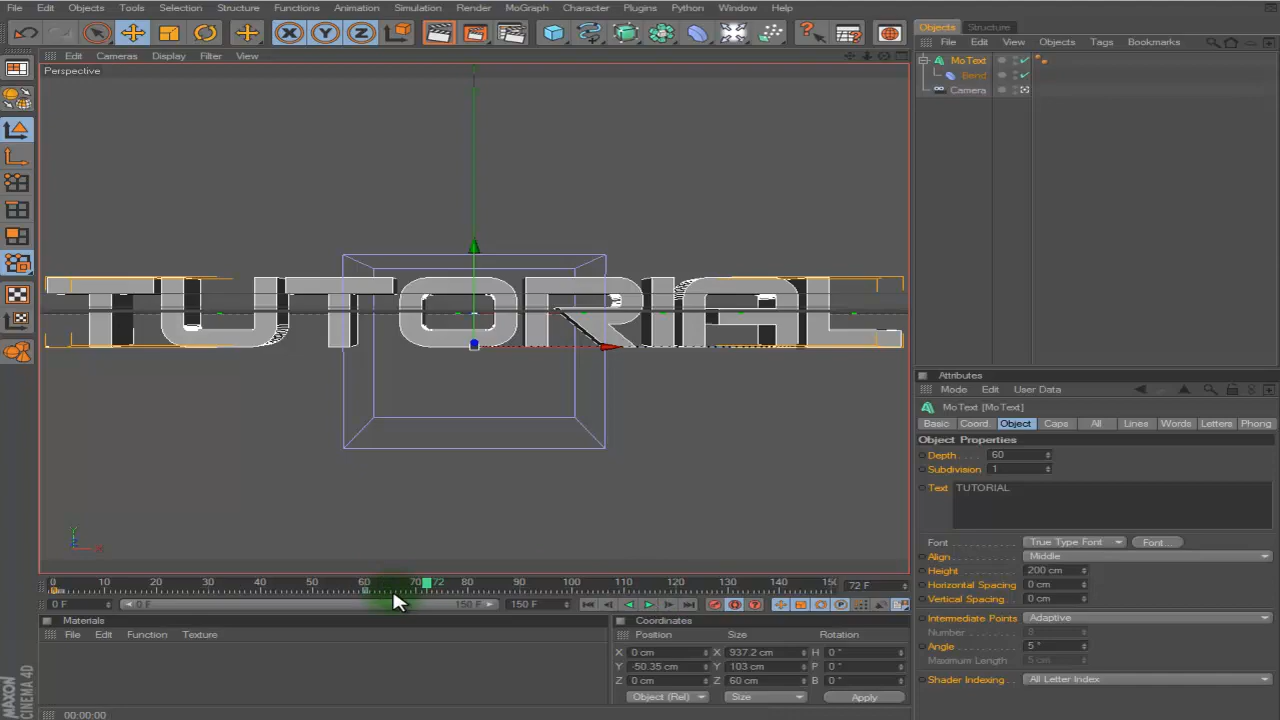 File Edit Objects Tools Selection Structure Functions Animation Simulation Render MoGraph Character Plugins Python Window Help
Objects Structure
File Edit View Objects Tags Bookmarks
Edit Cameras Display Filter View
Perspective
MoText
Bend
Camera
TUTORIAL
Attributes
Mode Edit User Data
MoText [MoText]
Basic Coord. Object Caps All Lines Words Letters Phong
Object Properties
Depth 60
Subdivision 1
Text TUTORIAL
Font True Type Font Font...
Align Middle
Height 200 cm
Horizontal Spacing 0 cm
Vertical Spacing 0 cm
Intermediate Points Adaptive
Number 8
Angle 5 °
Maximum Length 5 cm
Shader Indexing All Letter Index
0 10 20 30 40 50 60 70 72 80 90 100 110 120 130 140 150 72 F
0 F 0 F 150 F 150 F
Materials
File Edit Function Texture
Coordinates
Position Size Rotation
X 0 cm X 937.2 cm H 0 °
Y -50.35 cm Y 103 cm P 0 °
Z 0 cm Z 60 cm B 0 °
Object (Rel) Size Apply
MAXON
CINEMA 4D
00:00:00